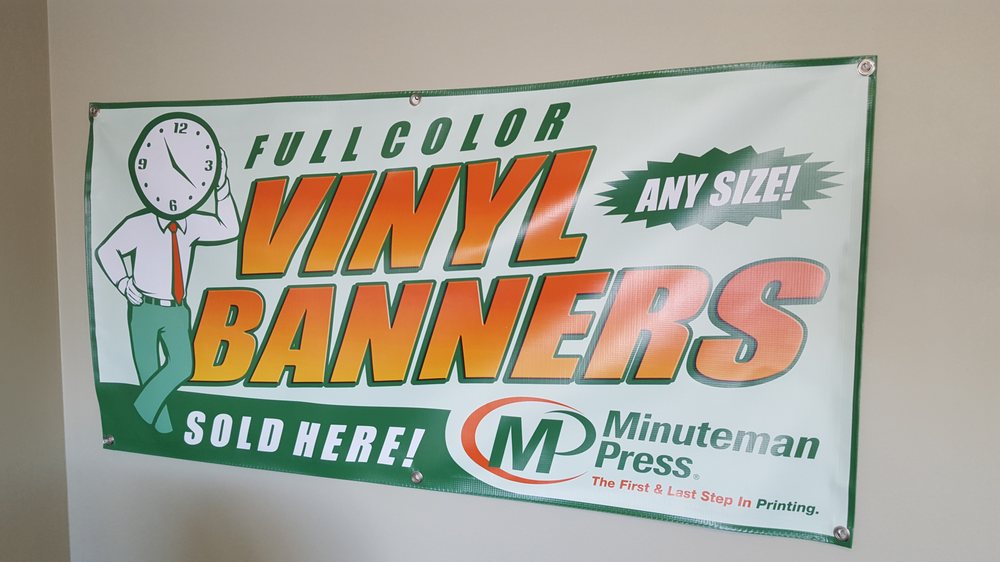 12
9 3
6
FULL COLOR
VINYL
BANNERS
ANY SIZE!
SOLD HERE!
MP
Minuteman
Press®
The First & Last Step In Printing.